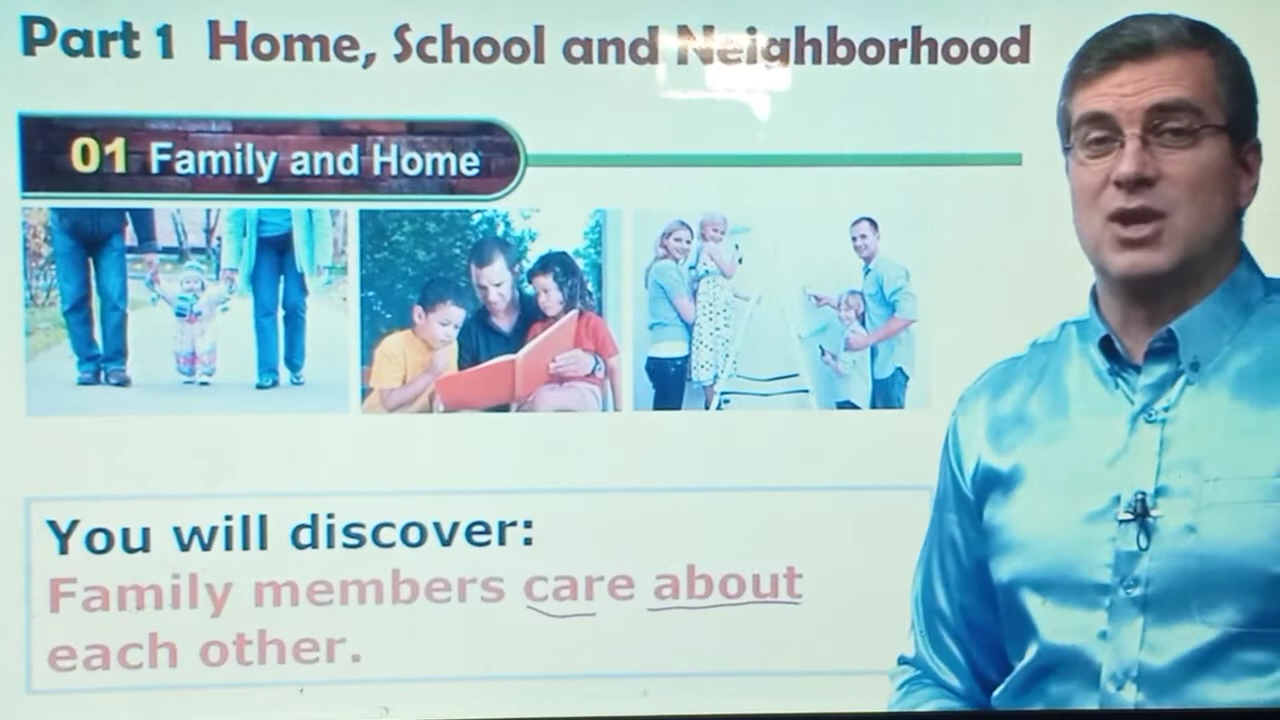 Part 1 Home, School and Neighborhood
01 Family and Home
You will discover:
Family members care about
each other.